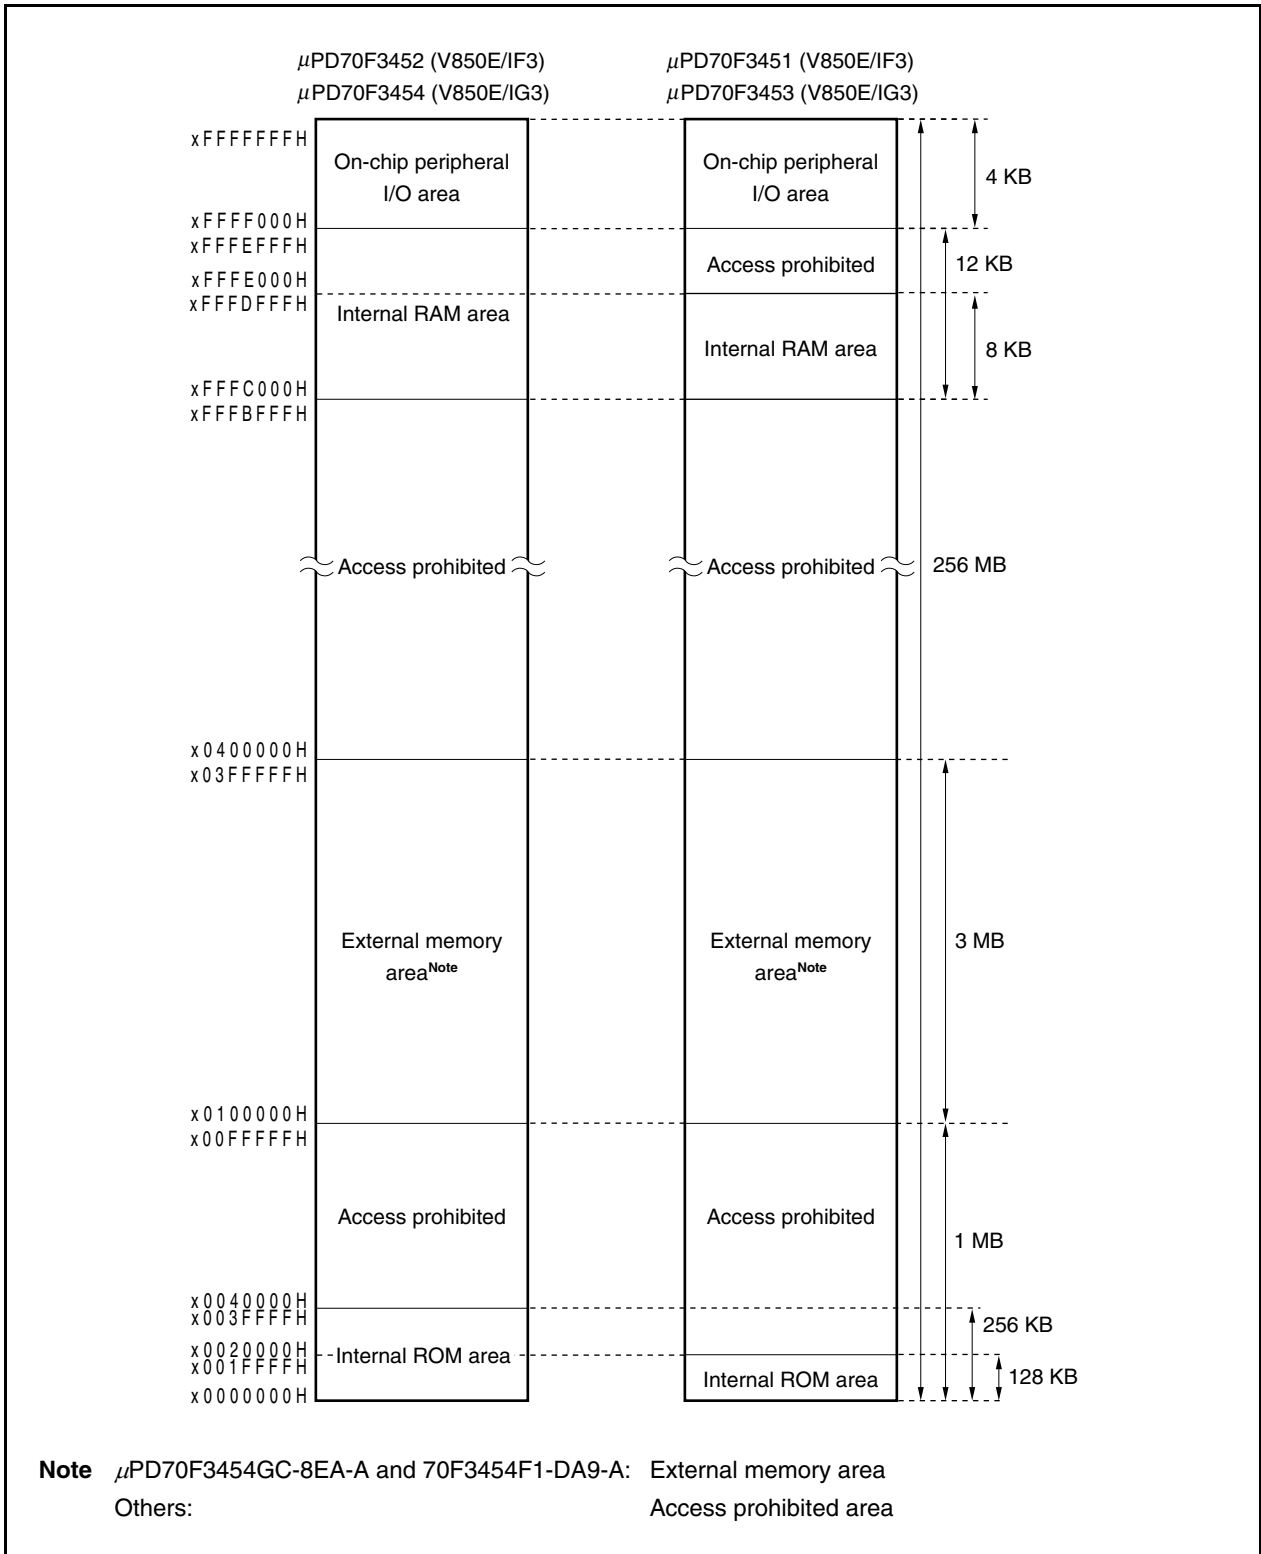 μPD70F3452 (V850E/IF3)
μPD70F3454 (V850E/IG3)
μPD70F3451 (V850E/IF3)
μPD70F3453 (V850E/IG3)
xFFFFFFFH
On-chip peripheral
I/O area
On-chip peripheral
I/O area
4 KB
xFFFF000H
xFFFEFFFH
Access prohibited
12 KB
xFFFE000H
xFFFDFFFH
Internal RAM area
Internal RAM area
8 KB
xFFFC000H
xFFFBFFFH
Access prohibited
Access prohibited
256 MB
x0400000H
x03FFFFFH
External memory
areaNote
External memory
areaNote
3 MB
x0100000H
x00FFFFFH
Access prohibited
Access prohibited
1 MB
x0040000H
x003FFFFH
256 KB
x0020000H
x001FFFFH
Internal ROM area
Internal ROM area
128 KB
x0000000H
Note μPD70F3454GC-8EA-A and 70F3454F1-DA9-A: External memory area
Others: Access prohibited area